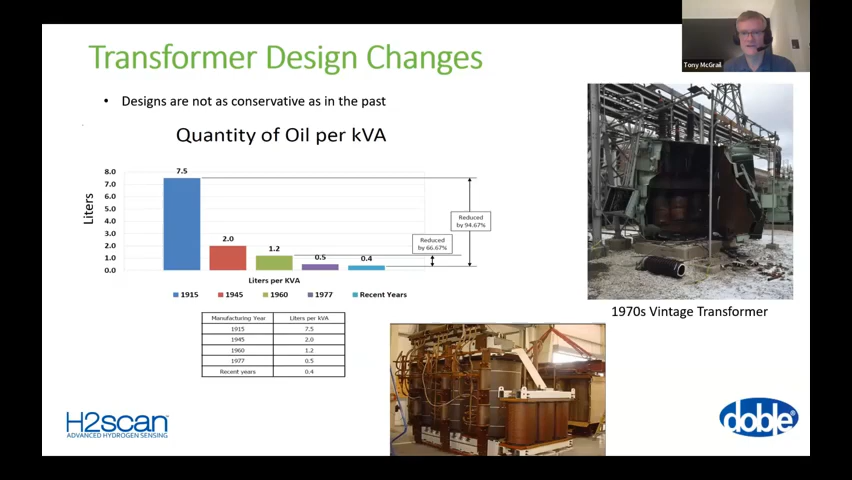 Transformer Design Changes
Tony McGrail
• Designs are not as conservative as in the past
Quantity of Oil per kVA
Liters
8.0
7.0
6.0
5.0
4.0
3.0
2.0
1.0
0.0
7.5
2.0
1.2
0.5
0.4
Reduced
by 66.67%
Reduced
by 94.67%
Liters per KVA
1915 1945 1960 1977 Recent Years
Manufacturing Year Liters per kVA
1915 7.5
1945 2.0
1960 1.2
1977 0.5
Recent years 0.4
1970s Vintage Transformer
H2scan
ADVANCED HYDROGEN SENSING
doble